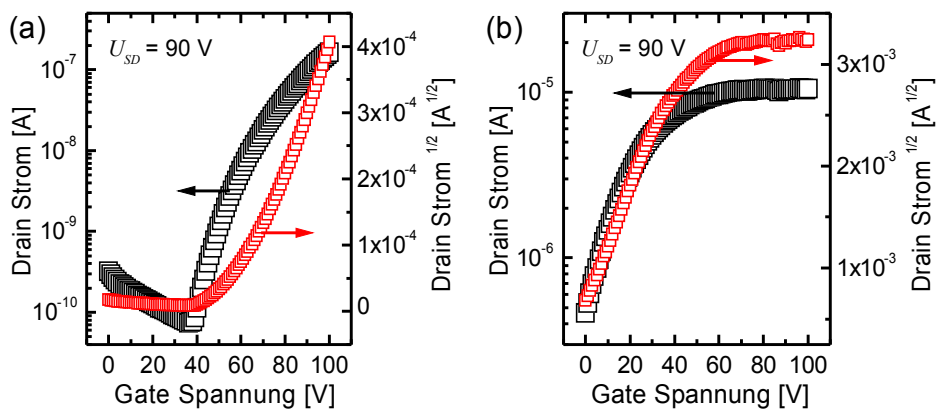 (a)
U_SD = 90 V
Drain Strom [A]
10^-7
10^-8
10^-9
10^-10
4x10^-4
3x10^-4
2x10^-4
1x10^-4
0
Drain Strom ^1/2 [A^1/2]
0 20 40 60 80 100
Gate Spannung [V]
(b)
U_SD = 90 V
Drain Strom [A]
10^-5
10^-6
3x10^-3
2x10^-3
1x10^-3
Drain Strom ^1/2 [A^1/2]
0 20 40 60 80 100
Gate Spannung [V]